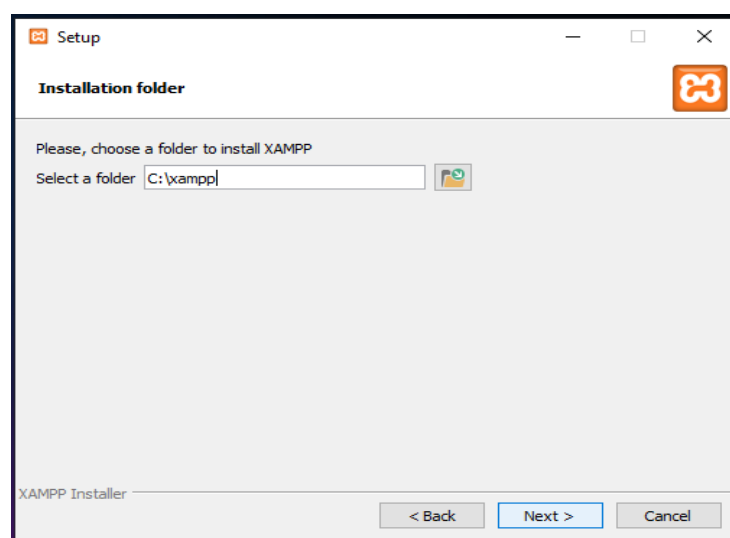 Setup
Installation folder
Please, choose a folder to install XAMPP
Select a folder C:\xampp
XAMPP Installer
< Back Next > Cancel